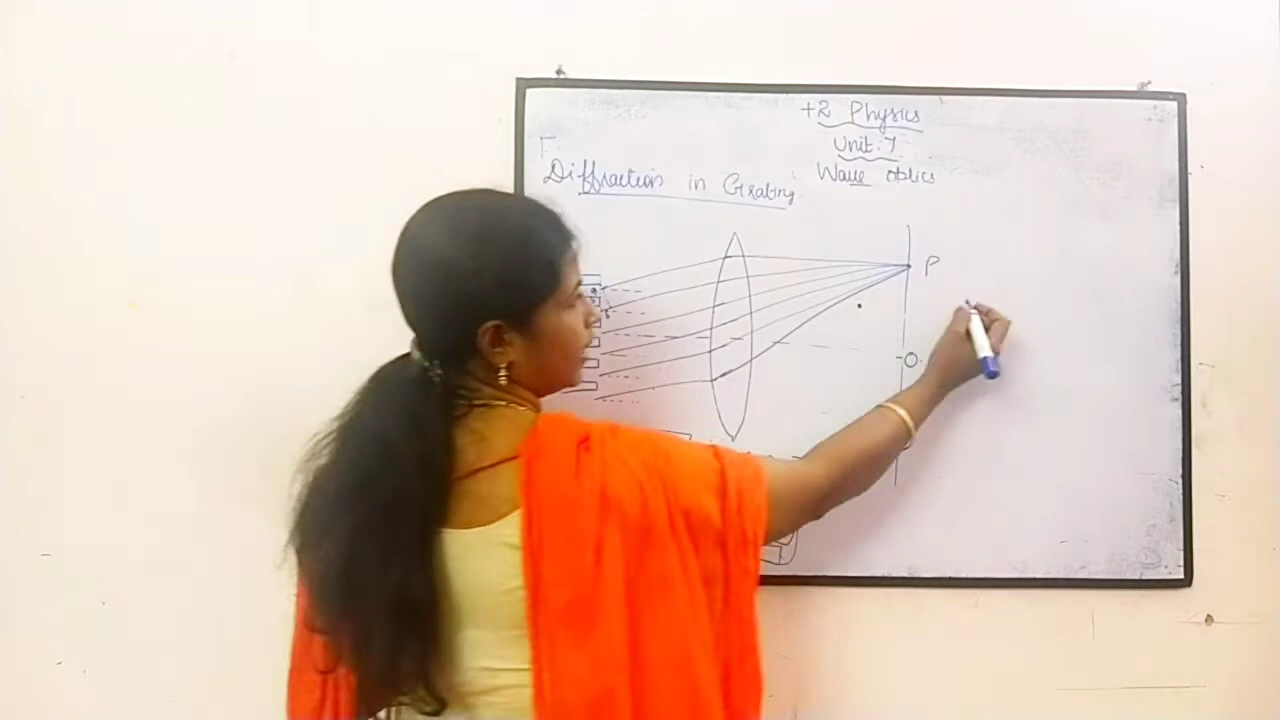 +2 Physics
Unit: 7
Wave optics
Diffraction in Grating
P
O